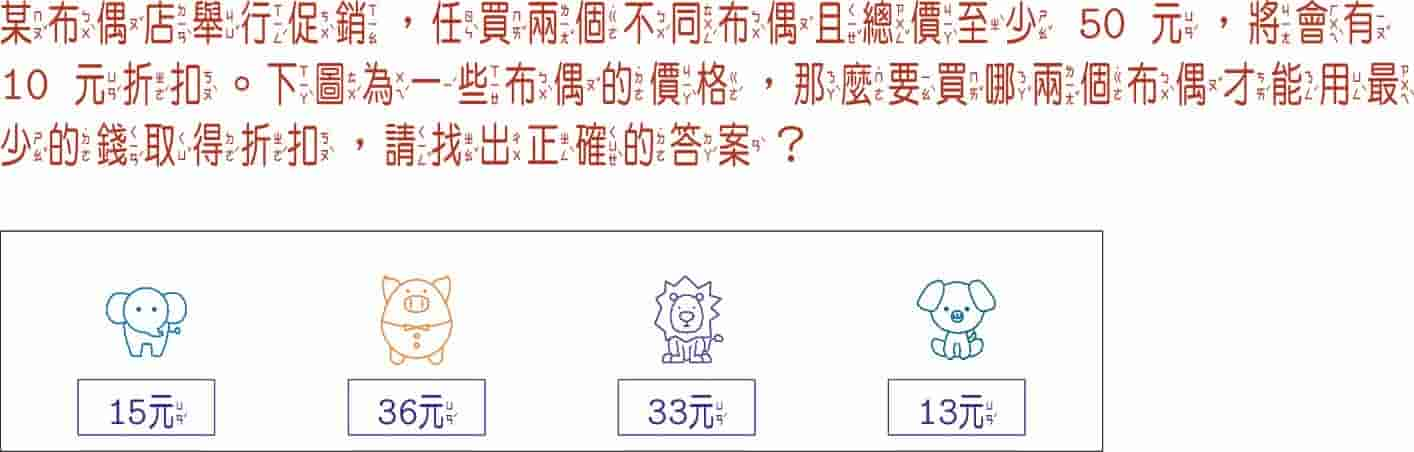 某布偶店舉行促銷，任買兩個不同布偶且總價至少 50 元，將會有
10 元折扣。下圖為一些布偶的價格，那麼要買哪兩個布偶才能用最
少的錢取得折扣，請找出正確的答案？
15元 36元 33元 13元